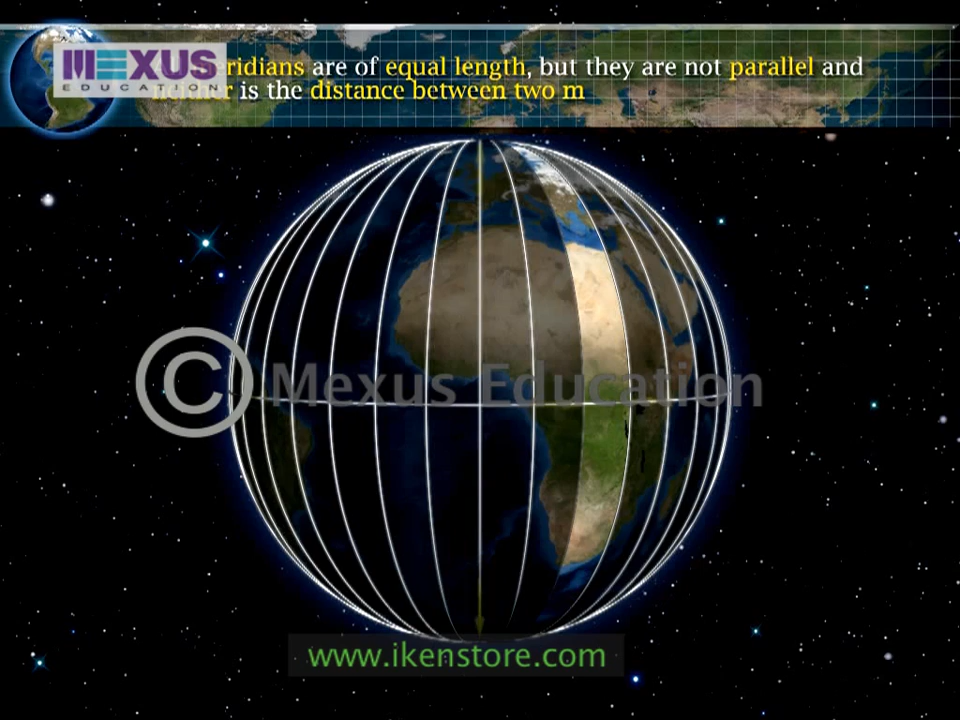 MEXUS
EDUCATION
ridians are of equal length, but they are not parallel and
is the distance between two m
© Mexus Education
www.ikenstore.com